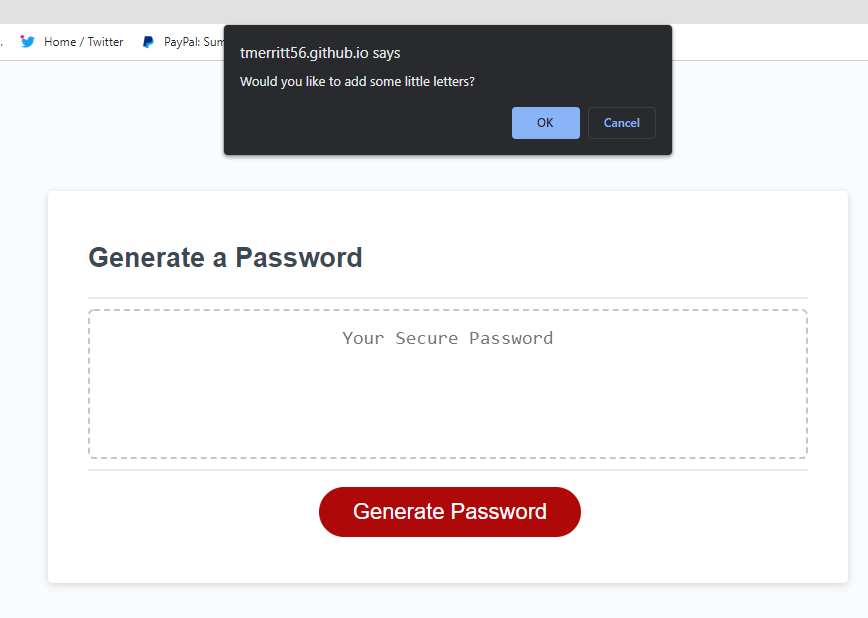 Home / Twitter
PayPal: Sum
tmerritt56.github.io says
Would you like to add some little letters?
OK
Cancel
Generate a Password
Your Secure Password
Generate Password